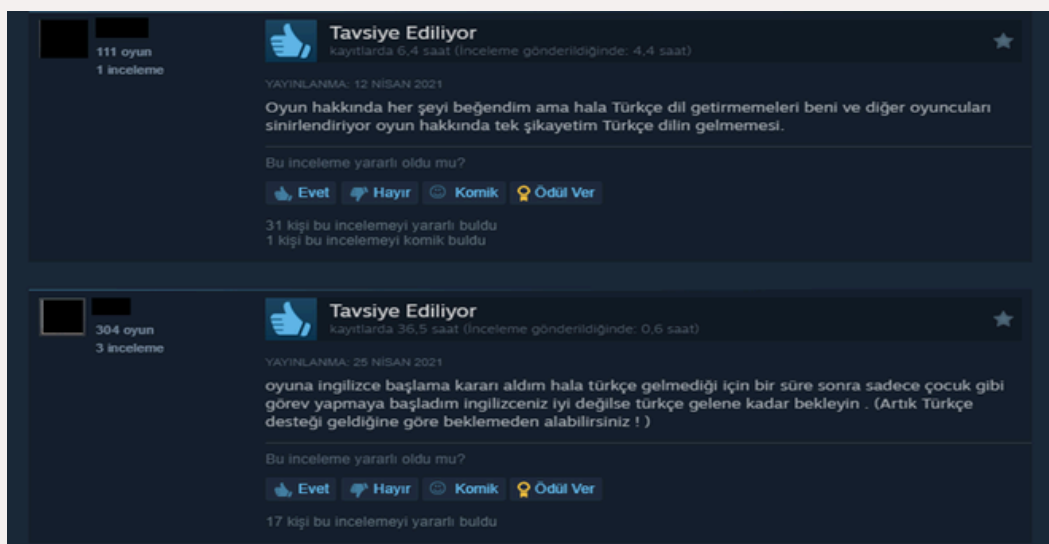 111 oyun
1 inceleme
Tavsiye Ediliyor
kayıtlarda 6,4 saat (İnceleme gönderildiğinde: 4,4 saat)
YAYINLANMA: 12 NİSAN 2021
Oyun hakkında her şeyi beğendim ama hala Türkçe dil getirmemeleri beni ve diğer oyuncuları
sinirlendiriyor oyun hakkında tek şikayetim Türkçe dilin gelmemesi.
Bu inceleme yararlı oldu mu?
Evet Hayır Komik Ödül Ver
31 kişi bu incelemeyi yararlı buldu
1 kişi bu incelemeyi komik buldu
304 oyun
3 inceleme
Tavsiye Ediliyor
kayıtlarda 36,5 saat (İnceleme gönderildiğinde: 0,6 saat)
YAYINLANMA: 25 NİSAN 2021
oyuna ingilizce başlama kararı aldım hala türkçe gelmediği için bir süre sonra sadece çocuk gibi
görev yapmaya başladım ingilizceniz iyi değilse türkçe gelene kadar bekleyin . (Artık Türkçe
desteği geldiğine göre beklemeden alabilirsiniz ! )
Bu inceleme yararlı oldu mu?
Evet Hayır Komik Ödül Ver
17 kişi bu incelemeyi yararlı buldu